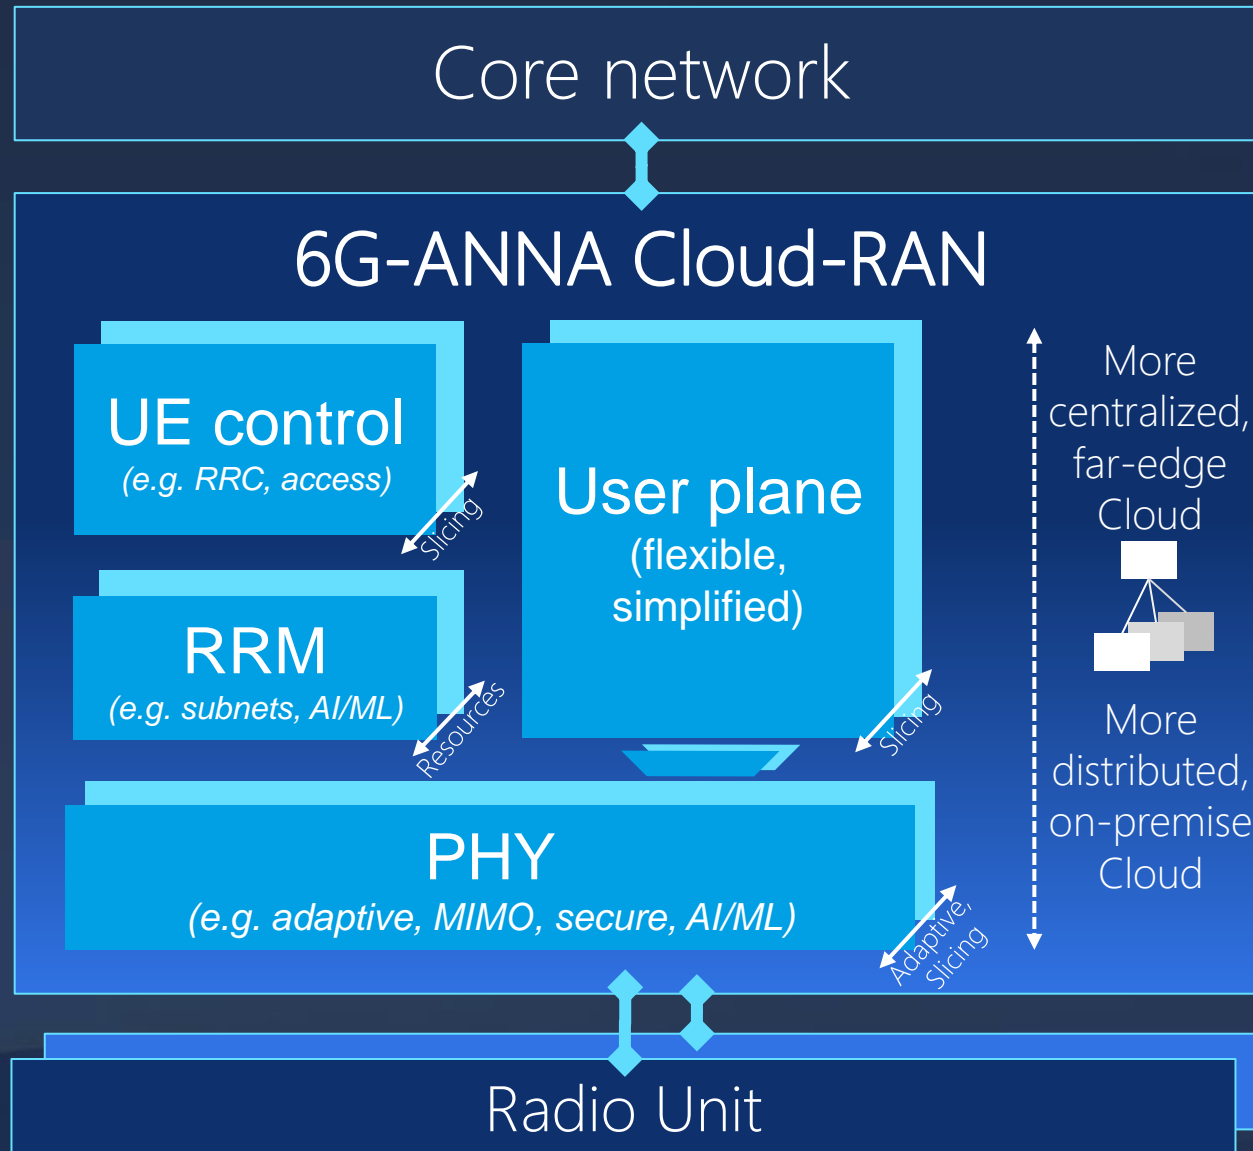 Core network
6G-ANNA Cloud-RAN
UE control
(e.g. RRC, access)
Slicing
RRM
(e.g. subnets, AI/ML)
Resources
User plane
(flexible,
simplified)
Slicing
PHY
(e.g. adaptive, MIMO, secure, AI/ML)
Adaptive,
Slicing
More
centralized,
far-edge
Cloud
More
distributed,
on-premise
Cloud
Radio Unit